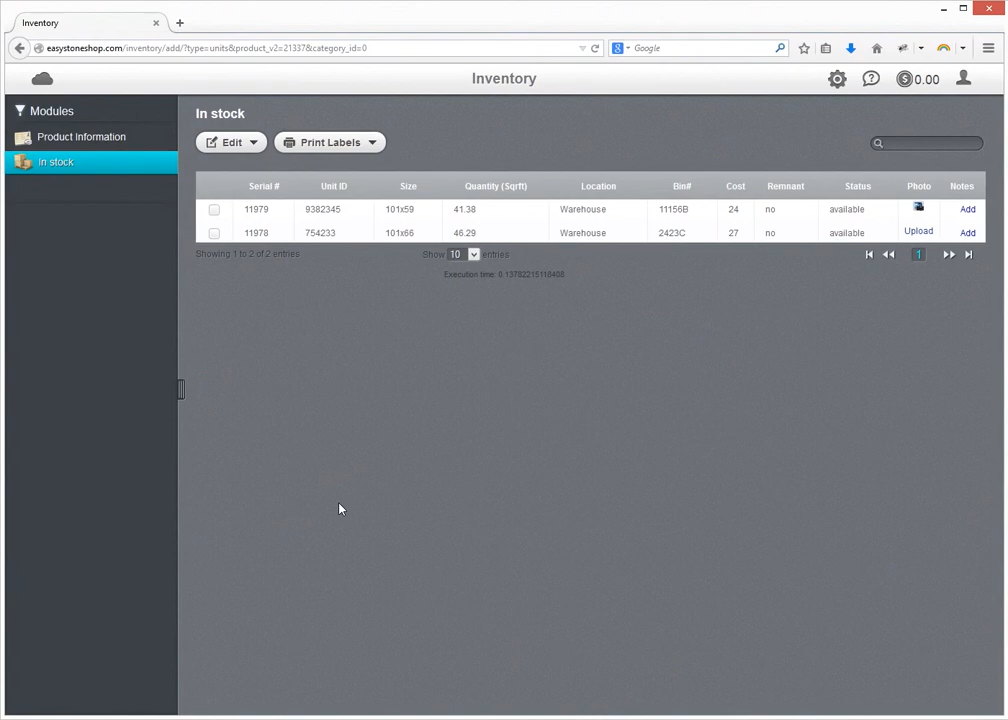 Inventory
easystoneshop.com/inventory/add/?type=units&product_v2=21337&category_id=0
Google
Inventory
0.00
Modules
Product Information
In stock
In stock
Edit
Print Labels
Serial # Unit ID Size Quantity (Sqrft) Location Bin# Cost Remnant Status Photo Notes
11979 9382345 101x59 41.38 Warehouse 11156B 24 no available Add
11978 754233 101x66 46.29 Warehouse 2423C 27 no available Upload Add
Showing 1 to 2 of 2 entries
Show 10 entries
1
Execution time: 0.13782215118408